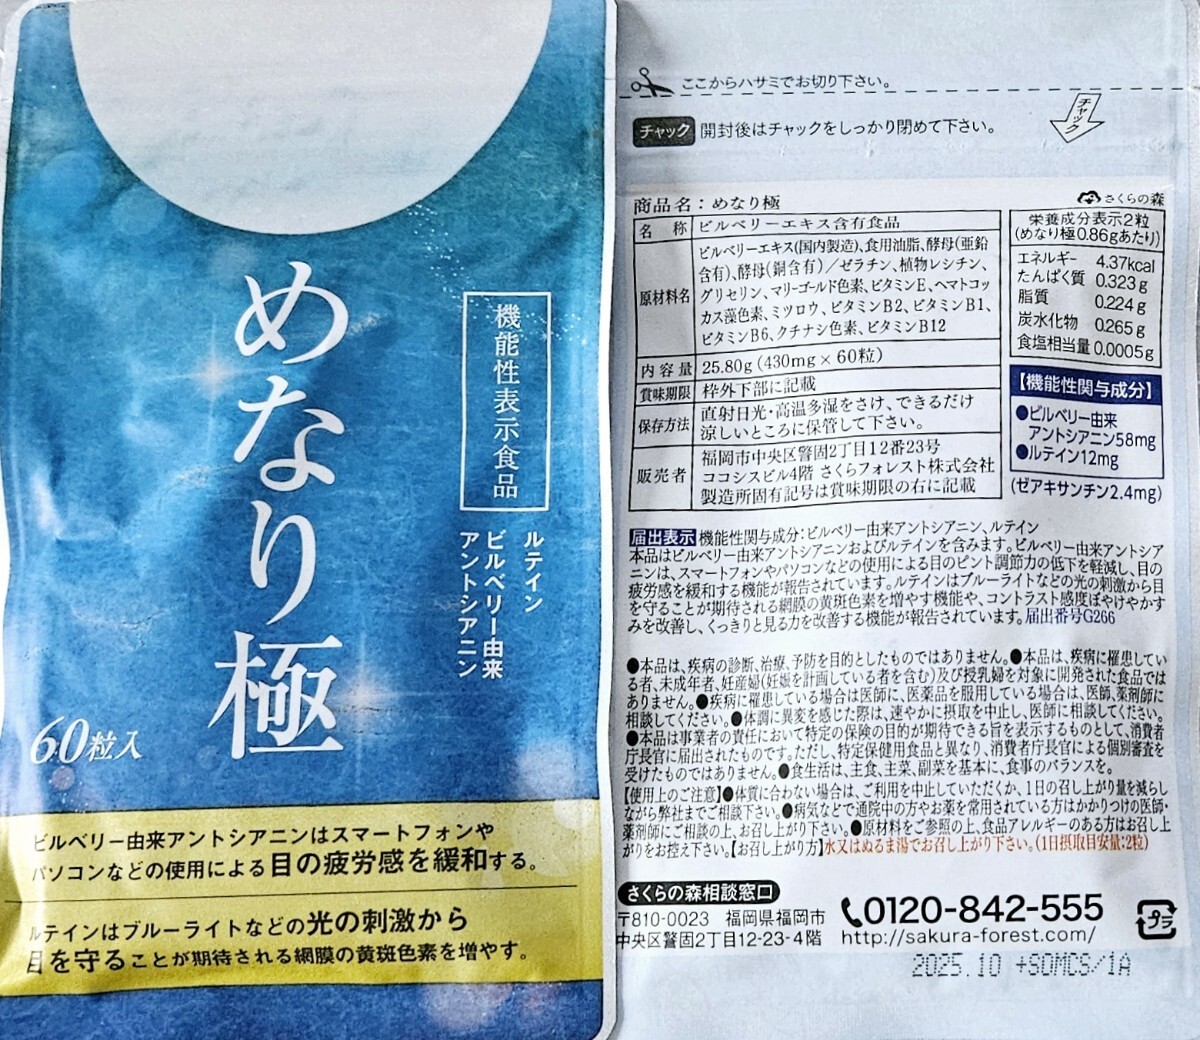 めなり極
機能性表示食品
ルテイン
ビルベリー由来
アントシアニン
60粒入
ビルベリー由来アントシアニンはスマートフォンや
パソコンなどの使用による目の疲労感を緩和する。
ルテインはブルーライトなどの光の刺激から
目を守ることが期待される網膜の黄斑色素を増やす。
ここからハサミでお切り下さい。
チャック 開封後はチャックをしっかり閉めて下さい。
チャック
商品名：めなり極
さくらの森
名 称 ビルベリーエキス含有食品
原材料名 ビルベリーエキス(国内製造)、食用油脂、酵母(亜鉛
含有)、酵母(銅含有)／ゼラチン、植物レシチン、
グリセリン、マリーゴールド色素、ビタミンE、ヘマトコッ
カス藻色素、ミツロウ、ビタミンB2、ビタミンB1、
ビタミンB6、クチナシ色素、ビタミンB12
内容量 25.80g(430mg×60粒)
賞味期限 枠外下部に記載
保存方法 直射日光・高温多湿をさけ、できるだけ
涼しいところに保管して下さい。
販売者 福岡市中央区警固2丁目12番23号
ココシスビル4階 さくらフォレスト株式会社
製造所固有記号は賞味期限の右に記載
栄養成分表示2粒
(めなり極0.86gあたり)
エネルギー 4.37kcal
たんぱく質 0.323g
脂質 0.224g
炭水化物 0.265g
食塩相当量 0.0005g
【機能性関与成分】
●ビルベリー由来
アントシアニン58mg
●ルテイン12mg
(ゼアキサンチン2.4mg)
届出表示 機能性関与成分：ビルベリー由来アントシアニン、ルテイン
本品はビルベリー由来アントシアニンおよびルテインを含みます。ビルベリー由来アントシア
ニンは、スマートフォンやパソコンなどの使用による目のピント調節力の低下を軽減し、目の
疲労感を緩和する機能が報告されています。ルテインはブルーライトなどの光の刺激から目
を守ることが期待される網膜の黄斑色素を増やす機能や、コントラスト感度(ぼやけやかす
みを改善し、くっきりと見る力)を改善する機能が報告されています。届出番号G266
●本品は、疾病の診断、治療、予防を目的としたものではありません。●本品は、疾病に罹患してい
る者、未成年者、妊産婦(妊娠を計画している者を含む)及び授乳婦を対象に開発された食品では
ありません。●疾病に罹患している場合は医師に、医薬品を服用している場合は、医師、薬剤師に
相談してください。●体調に異変を感じた際は、速やかに摂取を中止し、医師に相談してください。
●本品は事業者の責任において特定の保険の目的が期待できる旨を表示するものとして、消費者
庁長官に届出されたものです。ただし、特定保健用食品と異なり、消費者庁長官による個別審査を
受けたものではありません。●食生活は、主食、主菜、副菜を基本に、食事のバランスを。
【使用上のご注意】●体質に合わない場合は、ご利用を中止していただくか、1日の召し上がり量を減らし
ながら弊社までご相談下さい。●病気などで通院中の方やお薬を常用されている方はかかりつけの医師・
薬剤師にご相談の上、お召し上がり下さい。●原材料をご参照の上、食品アレルギーのある方はお召し上
がりをお控え下さい。【お召し上がり方】水又はぬるま湯でお召し上がり下さい。(1日摂取目安量:2粒)
さくらの森相談窓口
〒810-0023 福岡県福岡市
中央区警固2丁目12-23-4階
0120-842-555
http://sakura-forest.com/
プラ
2025.10 +SOMCS/1A